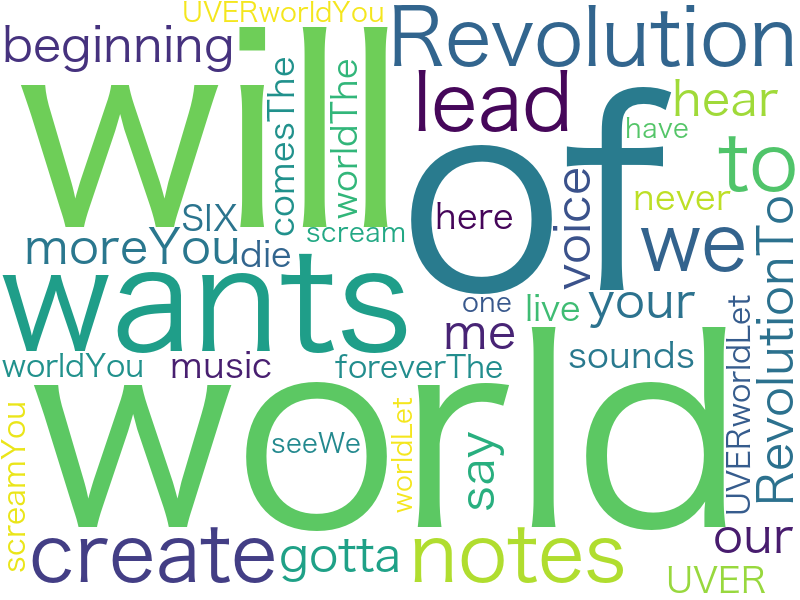 UVERworldYou
beginning
Revolution
will
of
lead
hear
have
to
comesThe
worldThe
voice
never
SIX
here
scream
moreYou
die
we
RevolutionTo
wants
one
live
your
me
UVERworldLet
worldYou
music
foreverThe
sounds
world
seeWe
worldLet
say
screamYou
create
gotta
notes
our
UVER